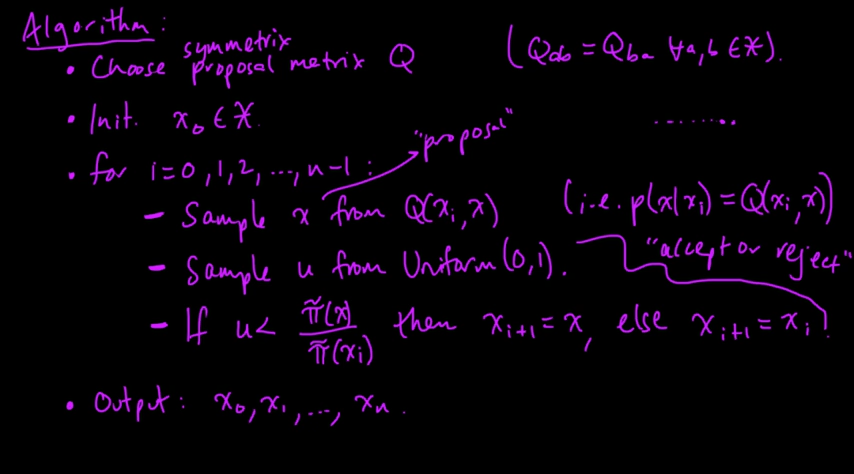 Algorithm:
• Choose symmetrix proposal metrix Q (Qab = Qba ∀a,b ∈ X).
• Init. x₀ ∈ X.
........
"proposal"
• for i=0,1,2,...,n-1:
- Sample x from Q(xᵢ,x) (i.e. p(x|xᵢ) = Q(xᵢ,x))
- Sample u from Uniform(0,1). "accept or reject"
- If u < π̃(x)/π̃(xᵢ) then xᵢ₊₁ = x, else xᵢ₊₁ = xᵢ.
• Output: x₀, x₁, ..., xₙ.